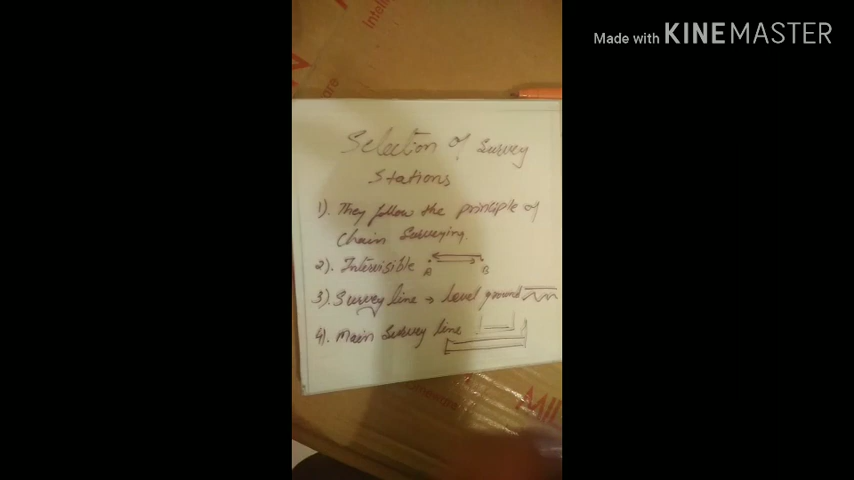 Made with KINEMASTER
Selection of Survey
Stations
1). They follow the principle of
Chain Surveying.
2). Intervisible A B
3). Survey line → Level ground
4). Main Survey line